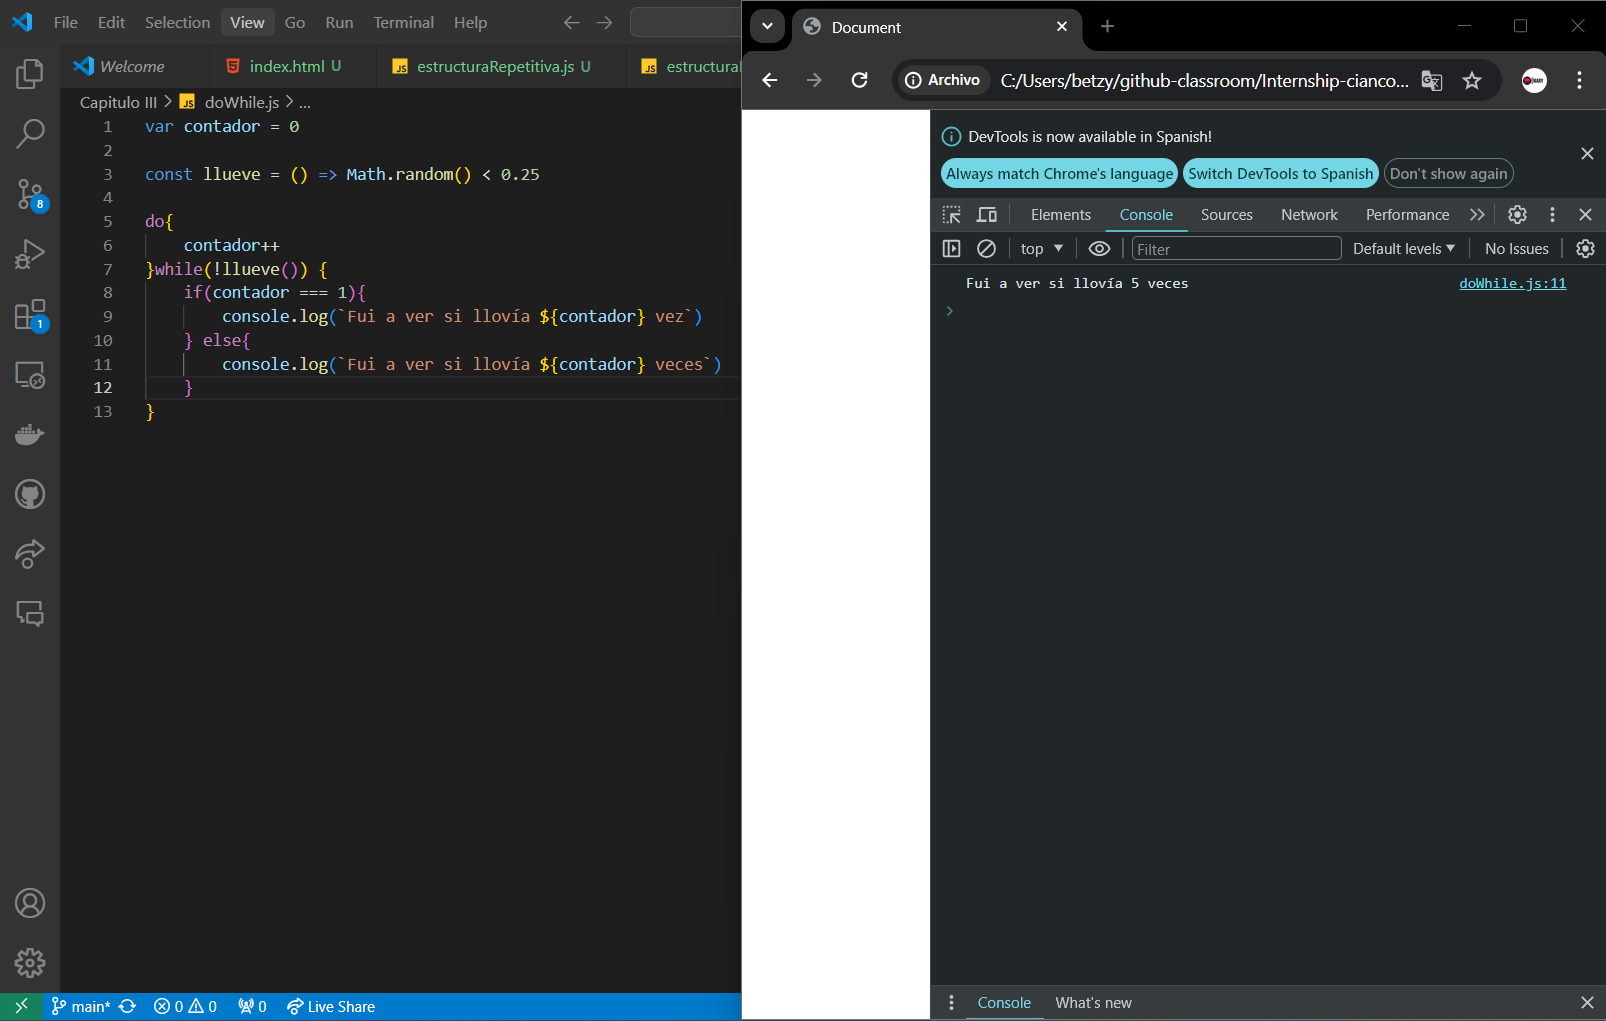 File Edit Selection View Go Run Terminal Help
Welcome index.html U estructuraRepetitiva.js U estructural
Capitulo III > doWhile.js > ...
1 var contador = 0
2
3 const llueve = () => Math.random() < 0.25
4
5 do{
6 contador++
7 }while(!llueve()) {
8 if(contador === 1){
9 console.log(`Fui a ver si llovía ${contador} vez`)
10 } else{
11 console.log(`Fui a ver si llovía ${contador} veces`)
12 }
13 }
8
1
main* 0 0 0 Live Share
Document
Archivo C:/Users/betzy/github-classroom/Internship-cianco...
DevTools is now available in Spanish!
Always match Chrome's language Switch DevTools to Spanish Don't show again
Elements Console Sources Network Performance
top Filter Default levels No Issues
Fui a ver si llovía 5 veces doWhile.js:11
Console What's new